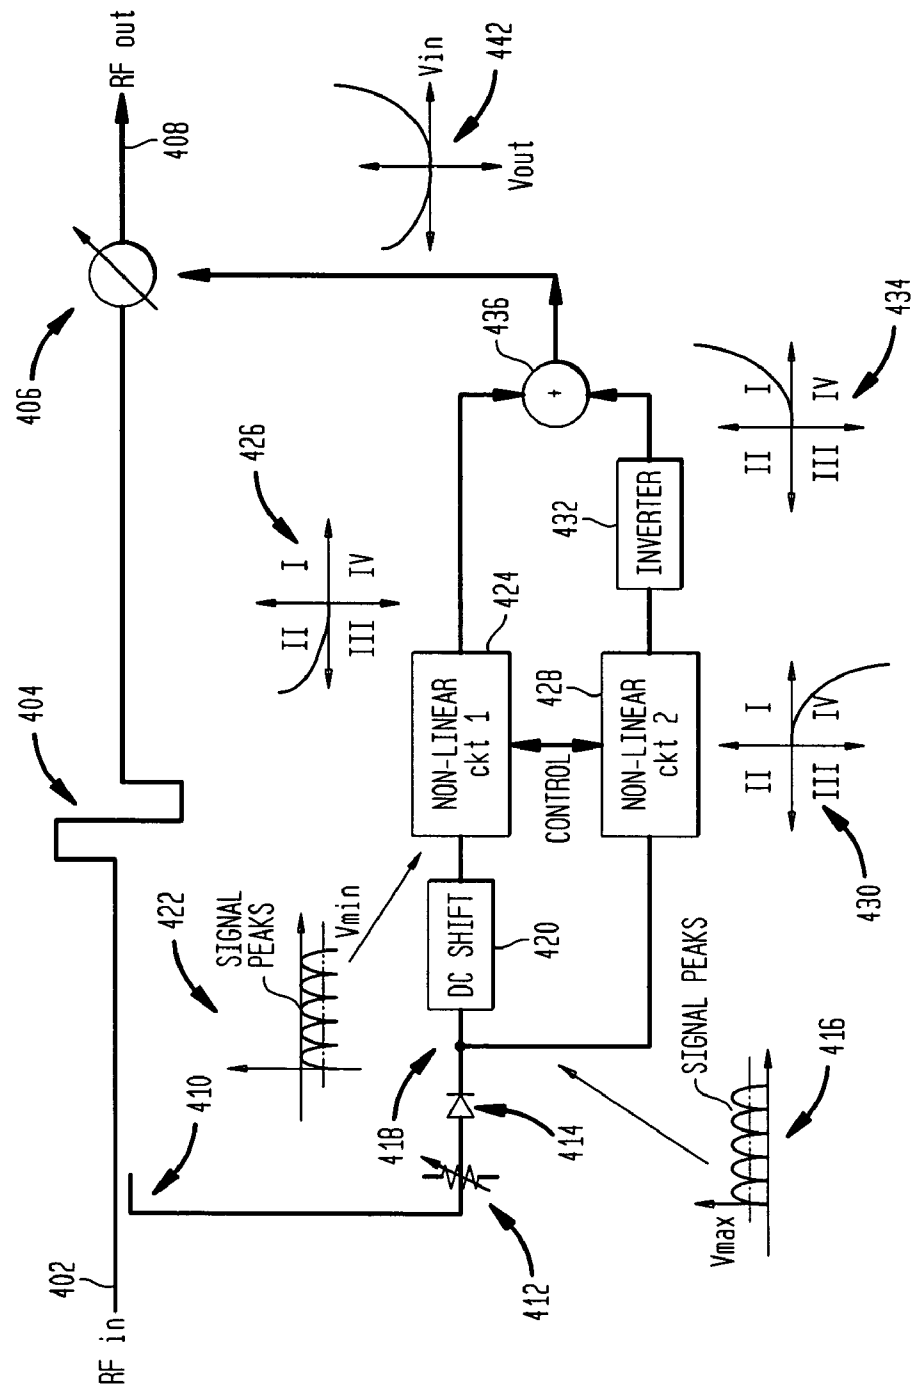 RF in
402
404
406
408
RF out
410
412
414
416
Vmax
SIGNAL PEAKS
418
DC SHIFT
420
422
SIGNAL
PEAKS
Vmin
NON-LINEAR
ckt 1
424
426
I
II
III
IV
CONTROL
NON-LINEAR
ckt 2
428
430
I
II
III
IV
INVERTER
432
434
I
II
III
IV
+
436
442
Vin
Vout